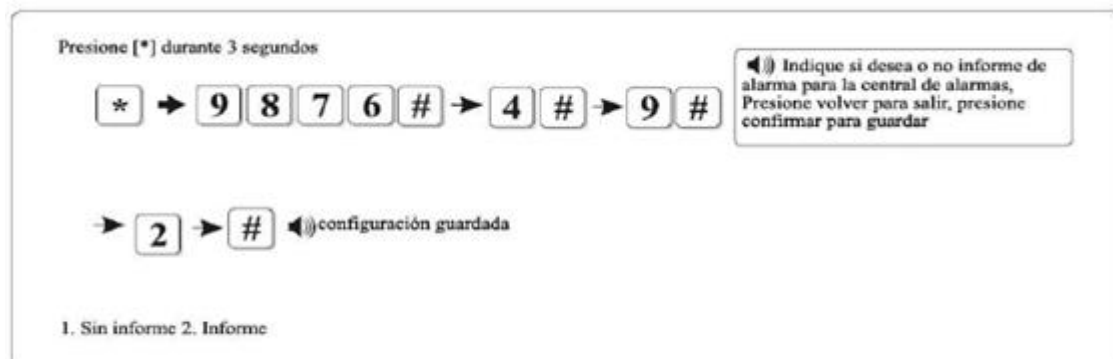 Presione [*] durante 3 segundos
* 9 8 7 6 # 4 # 9 #
Indique si desea o no informe de
alarma para la central de alarmas,
Presione volver para salir, presione
confirmar para guardar
2 # configuración guardada
1. Sin informe 2. Informe